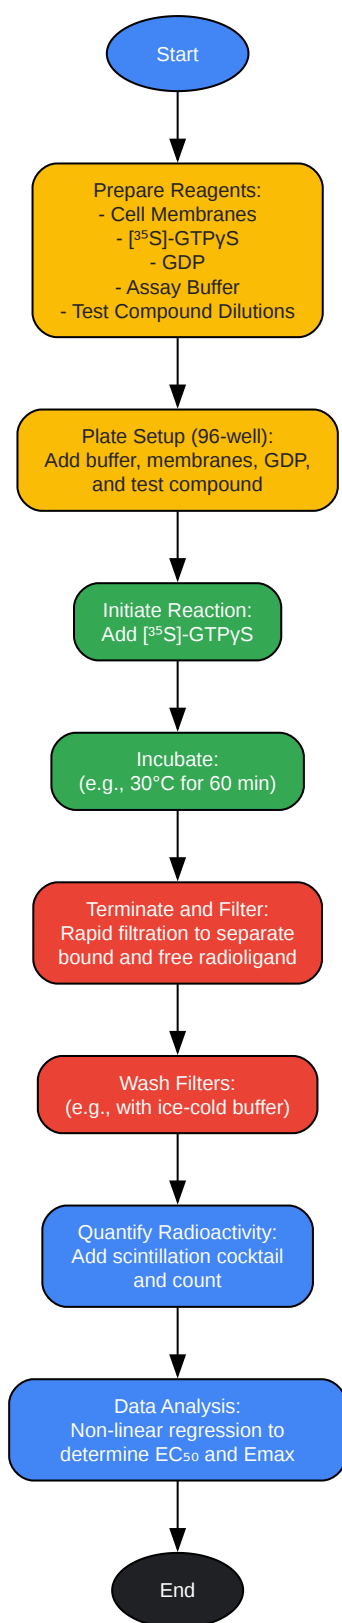 Start
Prepare Reagents:
- Cell Membranes
- [³⁵S]-GTPγS
- GDP
- Assay Buffer
- Test Compound Dilutions
Plate Setup (96-well):
Add buffer, membranes, GDP,
and test compound
Initiate Reaction:
Add [³⁵S]-GTPγS
Incubate:
(e.g., 30°C for 60 min)
Terminate and Filter:
Rapid filtration to separate
bound and free radioligand
Wash Filters:
(e.g., with ice-cold buffer)
Quantify Radioactivity:
Add scintillation cocktail
and count
Data Analysis:
Non-linear regression to
determine EC₅₀ and Emax
End